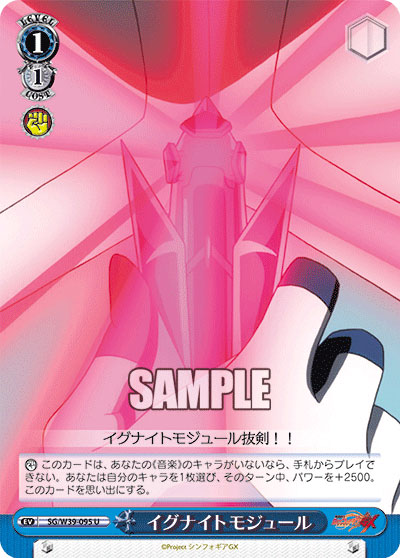 LEVEL
1
1
COST
SAMPLE
イグナイトモジュール抜剣！！
このカードは、あなたの《音楽》のキャラがいないなら、手札からプレイで
きない。あなたは自分のキャラを1枚選び、そのターン中、パワーを+2500。
このカードを思い出にする。
EV
SG/W39-095 U
イグナイトモジュール
©Project シンフォギアGX